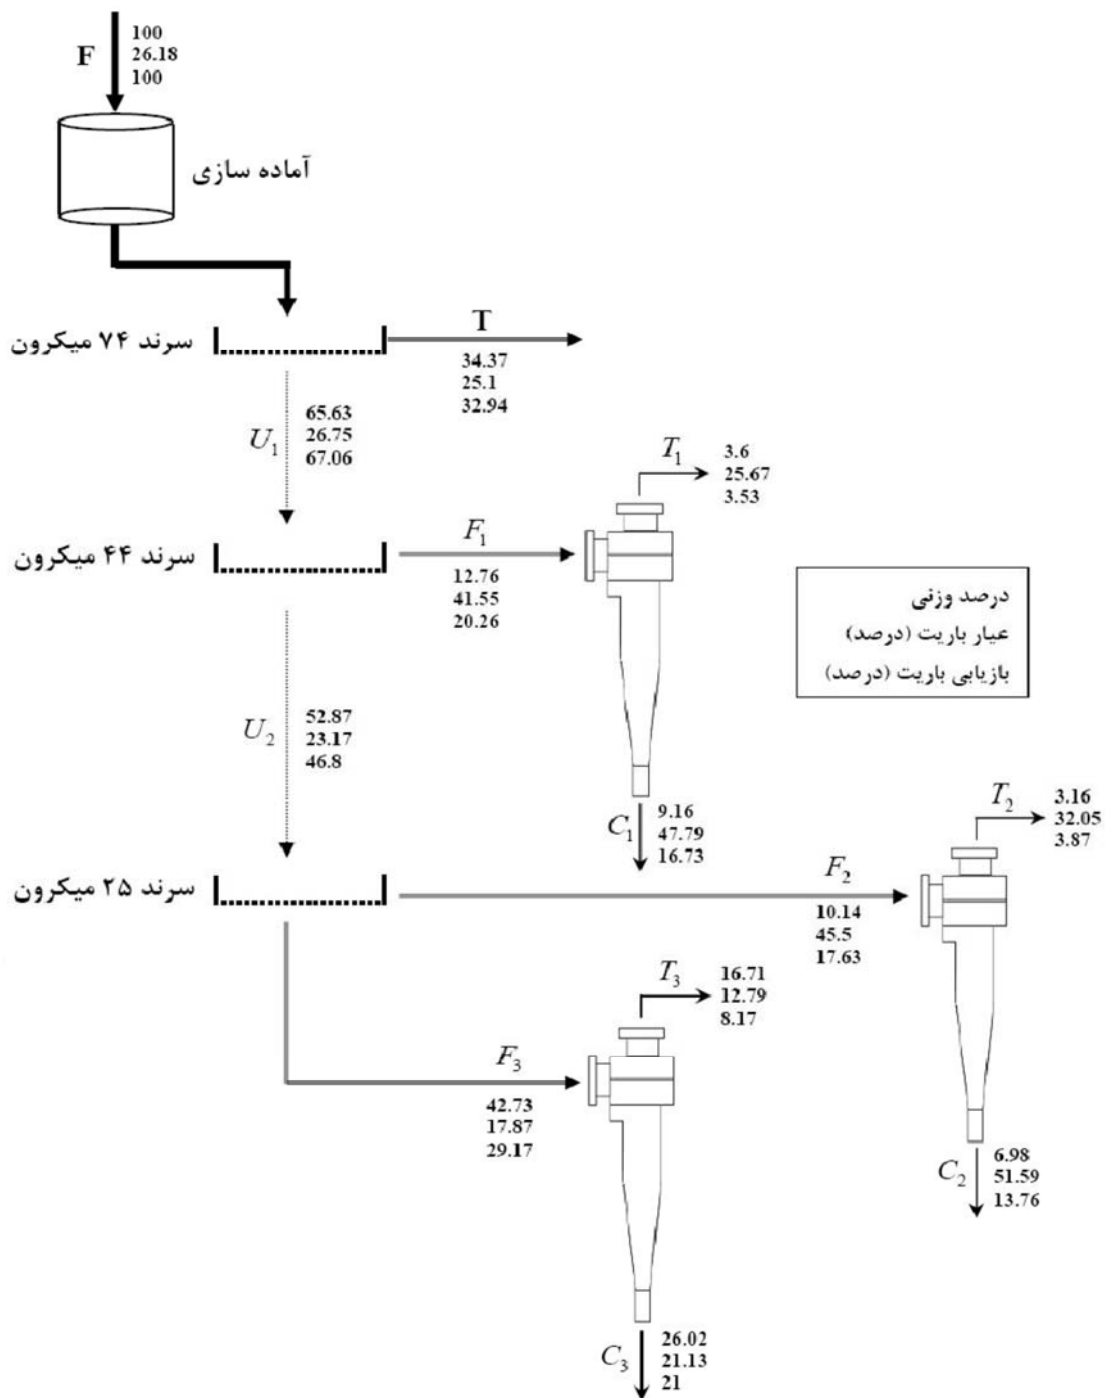 F
100
26.18
100
آماده سازی
سرند ۷۴ میکرون
T
34.37
25.1
32.94
U1
65.63
26.75
67.06
T1
3.6
25.67
3.53
سرند ۴۴ میکرون
F1
12.76
41.55
20.26
درصد وزنی
عیار باریت (درصد)
بازیابی باریت (درصد)
U2
52.87
23.17
46.8
C1
9.16
47.79
16.73
T2
3.16
32.05
3.87
سرند ۲۵ میکرون
F2
10.14
45.5
17.63
T3
16.71
12.79
8.17
F3
42.73
17.87
29.17
C2
6.98
51.59
13.76
C3
26.02
21.13
21